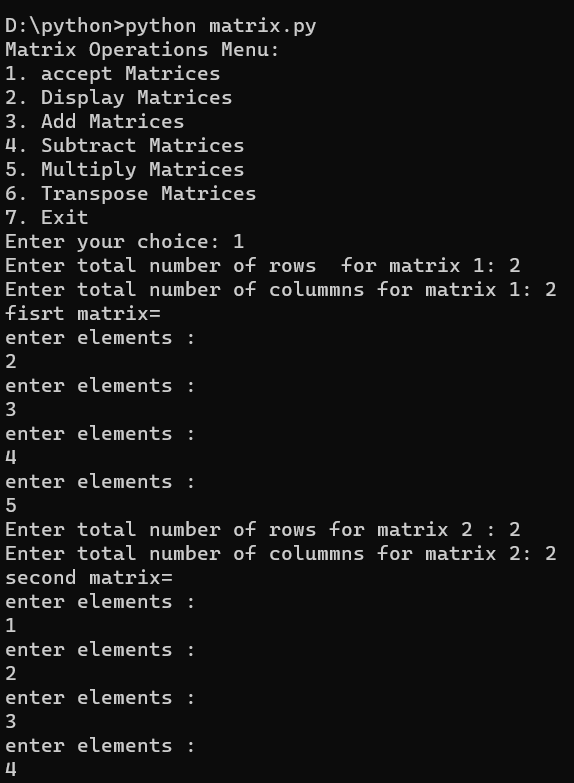 D:\python>python matrix.py
Matrix Operations Menu:
1. accept Matrices
2. Display Matrices
3. Add Matrices
4. Subtract Matrices
5. Multiply Matrices
6. Transpose Matrices
7. Exit
Enter your choice: 1
Enter total number of rows  for matrix 1: 2
Enter total number of colummns for matrix 1: 2
fisrt matrix=
enter elements :
2
enter elements :
3
enter elements :
4
enter elements :
5
Enter total number of rows for matrix 2 : 2
Enter total number of colummns for matrix 2: 2
second matrix=
enter elements :
1
enter elements :
2
enter elements :
3
enter elements :
4